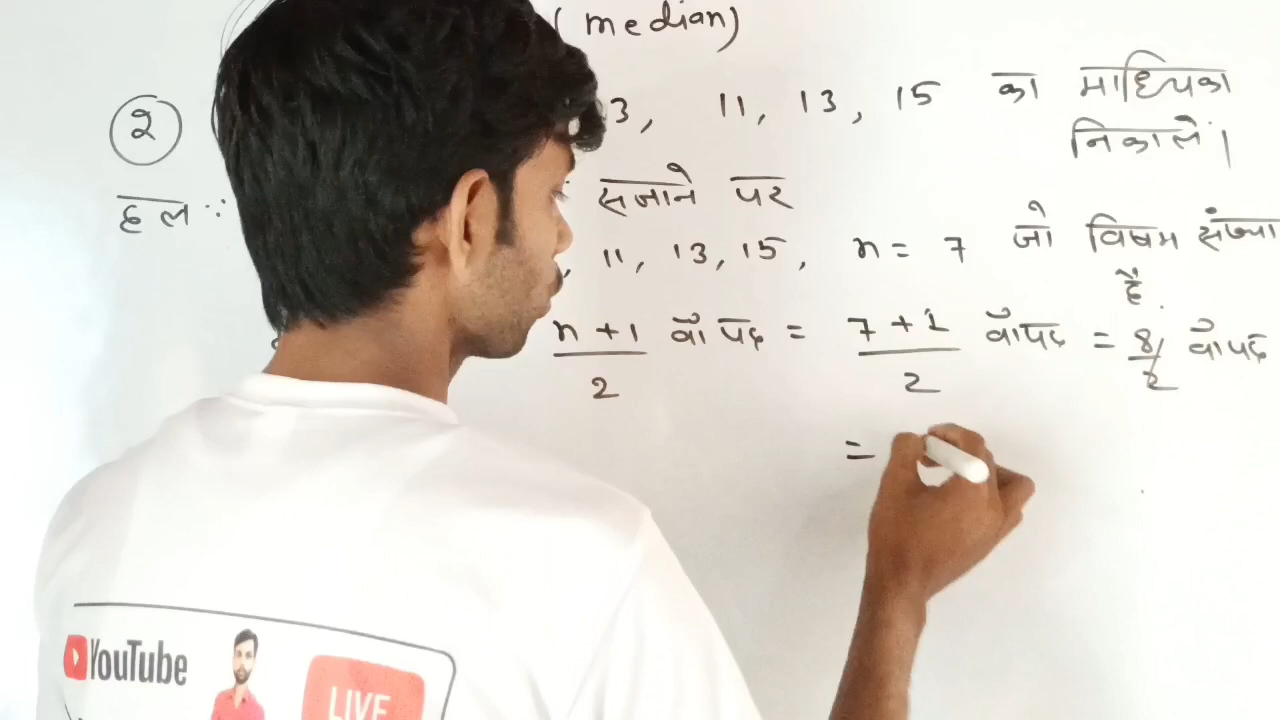 (median)
२ 3, 11, 13, 15 का माध्यिका
निकालें।
हल : सजाने पर
, 11, 13, 15, n = 7 जो विषम संख्या
है.
n + 1 / 2 वाँ पद = 7 + 1 / 2 वाँ पद = 8 / 2 वाँ पद
=
YouTube
LIVE